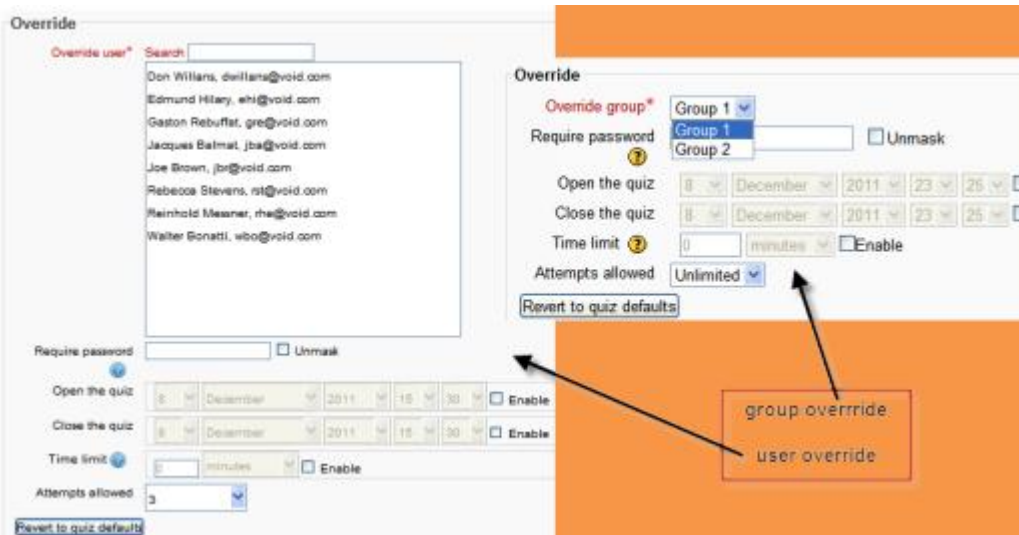 Override
Override user* Search
Don Willans, dwillans@void.com
Edmund Hilary, ehi@void.com
Gaston Rebuffat, gre@void.com
Jacques Balmat, jba@void.com
Joe Brown, jbr@void.com
Rebecca Stevens, rst@void.com
Reinhold Messner, rhe@void.com
Walter Bonatti, wbo@void.com
Require password Unmask
Open the quiz 8 December 2011 15 30 Enable
Close the quiz 8 December 2011 15 30 Enable
Time limit 0 minutes Enable
Attempts allowed 3
Revert to quiz defaults
Override
Override group* Group 1
Group 1
Group 2
Require password Unmask
Open the quiz 8 December 2011 23 25
Close the quiz 8 December 2011 23 25
Time limit 0 minutes Enable
Attempts allowed Unlimited
Revert to quiz defaults
group overrride
user override